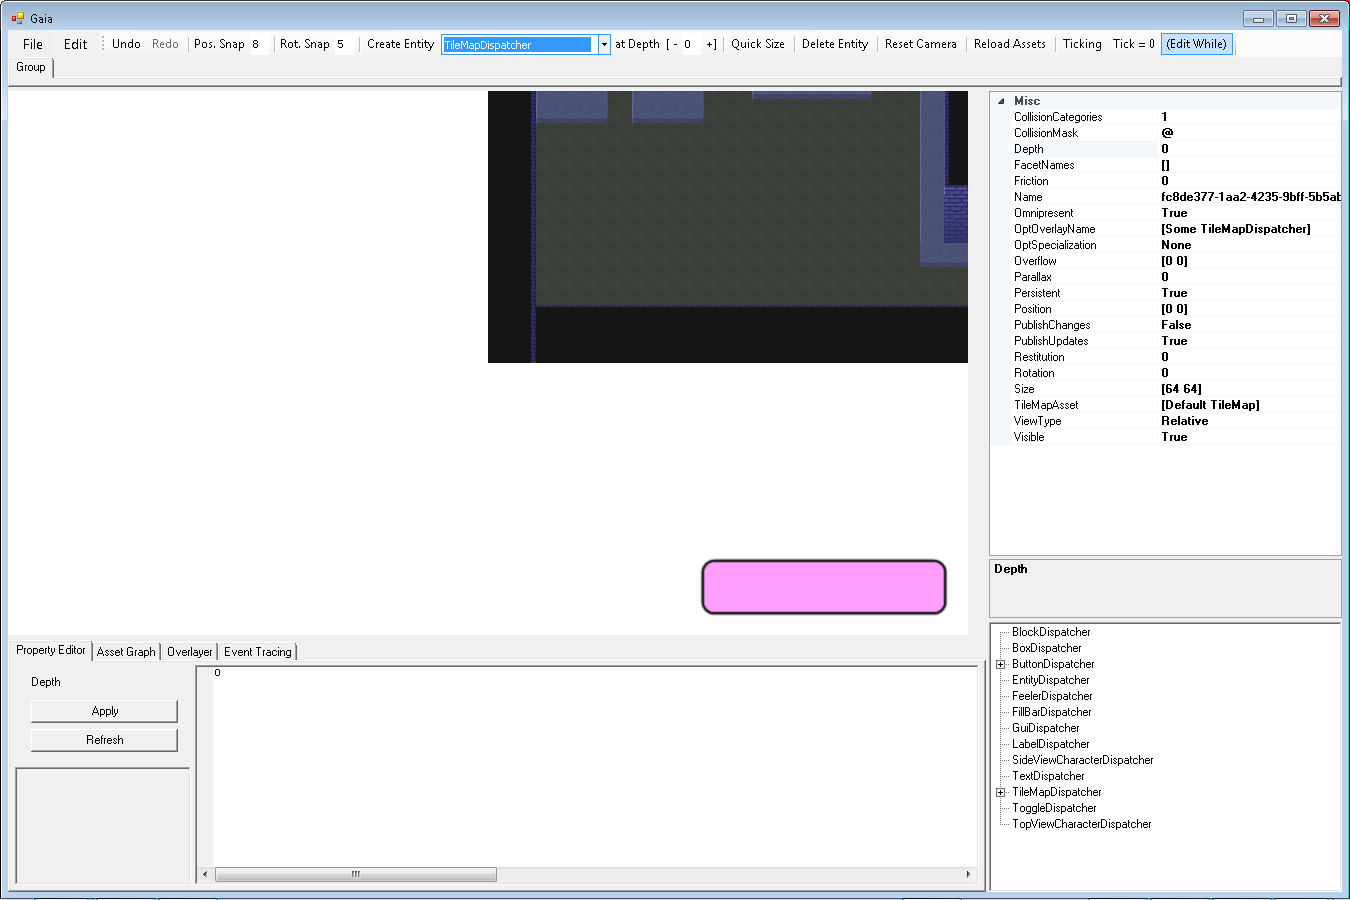 Gaia
File Edit Undo Redo Pos. Snap 8 Rot. Snap 5 Create Entity TileMapDispatcher at Depth [ - 0 +] Quick Size Delete Entity Reset Camera Reload Assets Ticking Tick = 0 (Edit While)
Group
Misc
CollisionCategories 1
CollisionMask @
Depth 0
FacetNames []
Friction 0
Name fc8de377-1aa2-4235-9bff-5b5ab
Omnipresent True
OptOverlayName [Some TileMapDispatcher]
OptSpecialization None
Overflow [0 0]
Parallax 0
Persistent True
Position [0 0]
PublishChanges False
PublishUpdates True
Restitution 0
Rotation 0
Size [64 64]
TileMapAsset [Default TileMap]
ViewType Relative
Visible True
Depth
Property Editor Asset Graph Overlayer Event Tracing
Depth
Apply
Refresh
0
BlockDispatcher
BoxDispatcher
ButtonDispatcher
EntityDispatcher
FeelerDispatcher
FillBarDispatcher
GuiDispatcher
LabelDispatcher
SideViewCharacterDispatcher
TextDispatcher
TileMapDispatcher
ToggleDispatcher
TopViewCharacterDispatcher